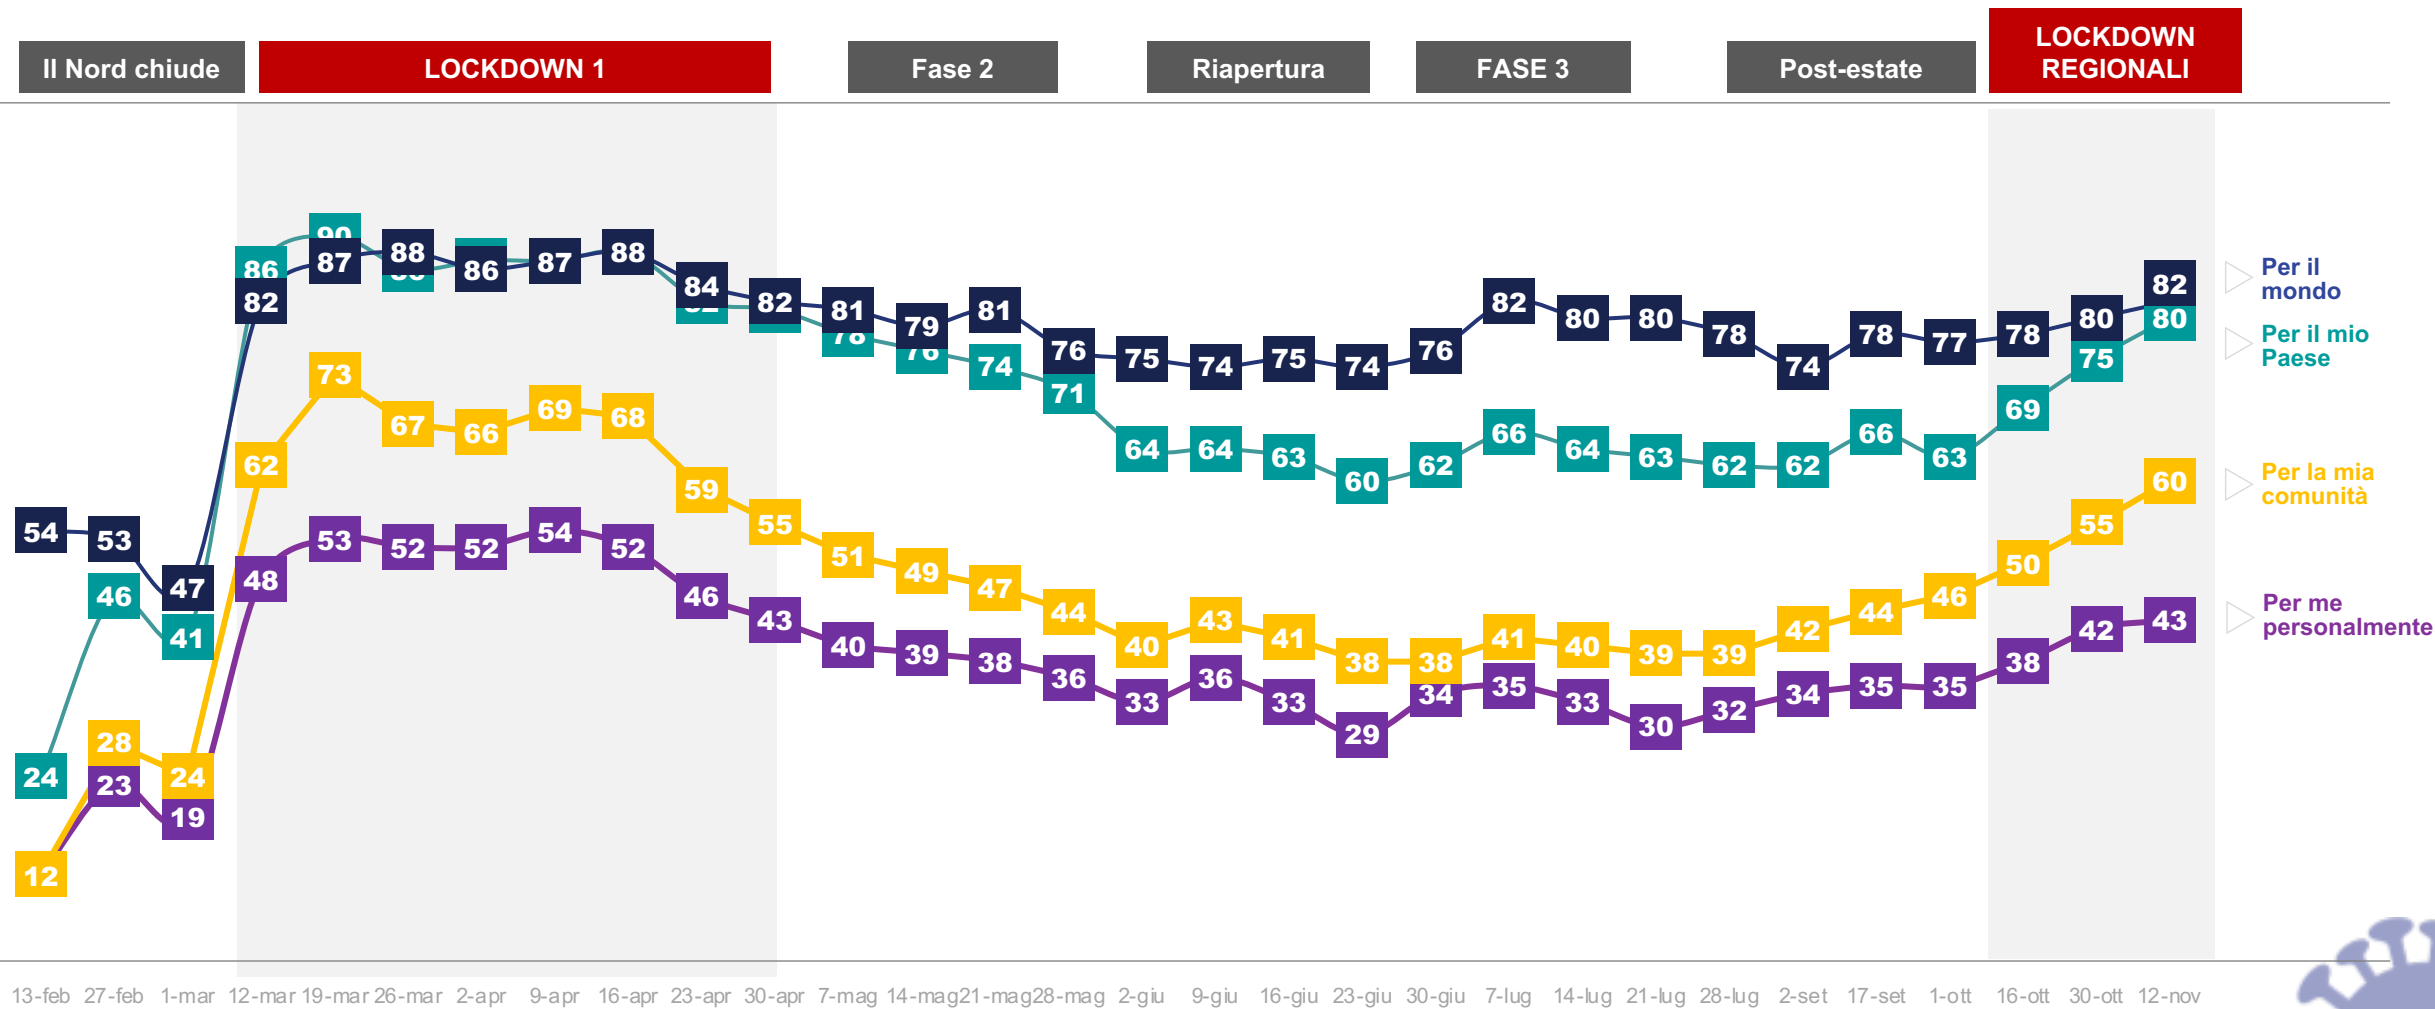 Il Nord chiude
LOCKDOWN 1
Fase 2
Riapertura
FASE 3
Post-estate
LOCKDOWN
REGIONALI
54 53 47 82 87 88 86 87 88 84 82 81 79 81 76 75 74 75 74 76 82 80 80 78 74 78 77 78 80 82
Per il
mondo
24 46 41 86 90 82 78 76 74 71 64 64 63 60 62 66 64 63 62 62 66 63 69 75 80
Per il mio
Paese
12 28 24 62 73 67 66 69 68 59 55 51 49 47 44 40 43 41 38 38 41 40 39 39 42 44 46 50 55 60
Per la mia
comunità
23 19 48 53 52 52 54 52 46 43 40 39 38 36 33 36 33 29 34 35 33 30 32 34 35 35 38 42 43
Per me
personalmente
13-feb 27-feb 1-mar 12-mar 19-mar 26-mar 2-apr 9-apr 16-apr 23-apr 30-apr 7-mag 14-mag 21-mag 28-mag 2-giu 9-giu 16-giu 23-giu 30-giu 7-lug 14-lug 21-lug 28-lug 2-set 17-set 1-ott 16-ott 30-ott 12-nov